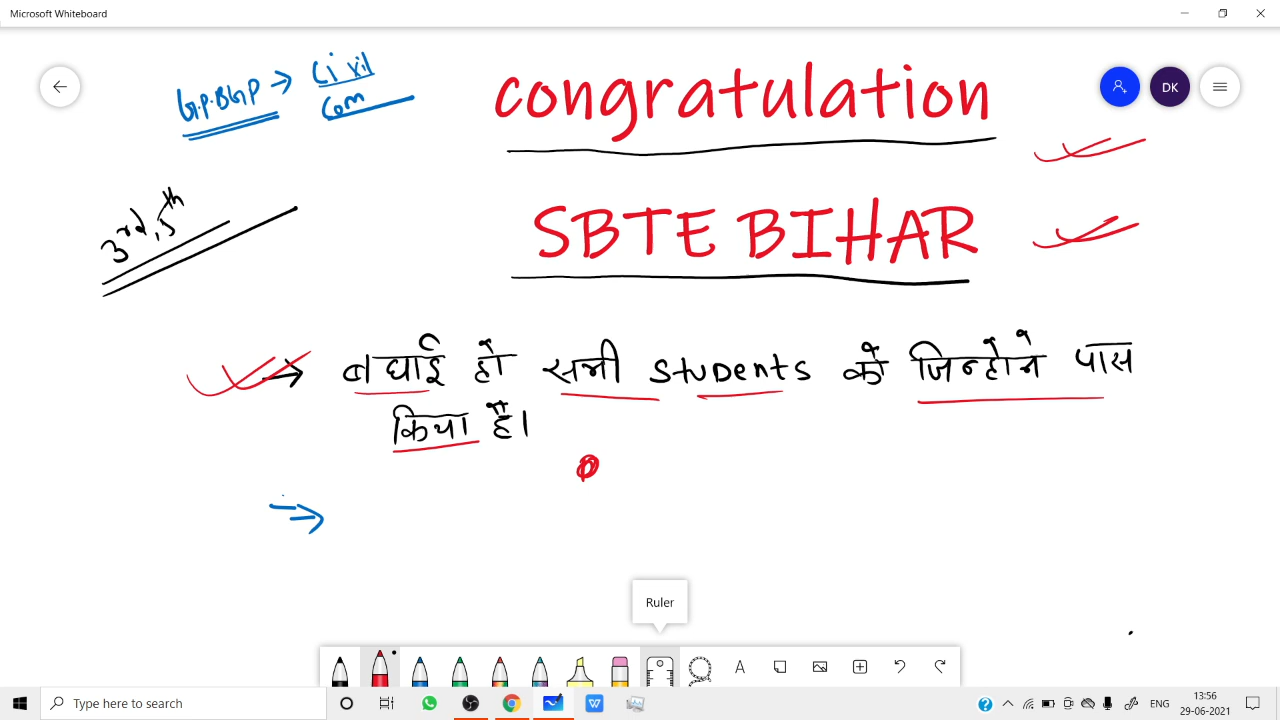 Microsoft Whiteboard
G.P.BGP → Civil
Com
congratulation
DK
3rd, 5th
SBTE BIHAR
→ बधाई हो सभी students को जिन्होने पास
किया है।
→
Ruler
A
Type here to search
W
ENG
13:56
29-06-2021